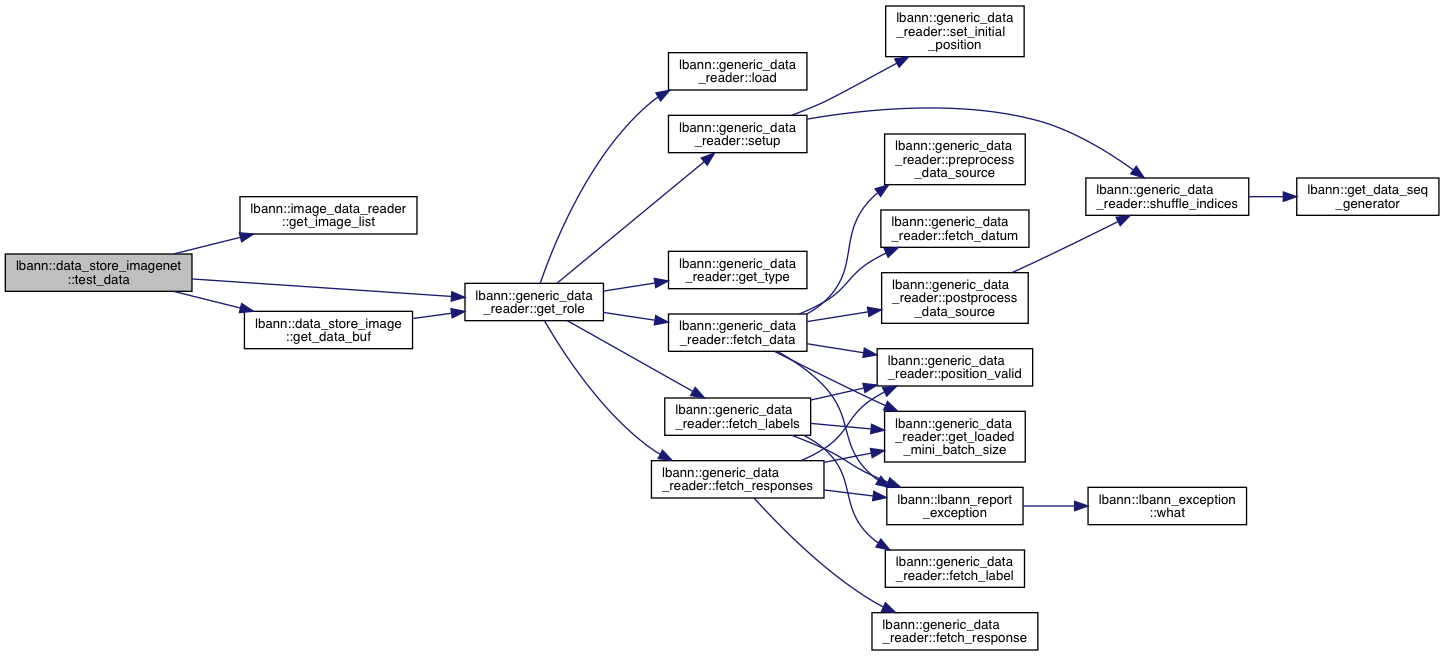 lbann::data_store_imagenet
::test_data
lbann::image_data_reader
::get_image_list
lbann::data_store_image
::get_data_buf
lbann::generic_data
_reader::get_role
lbann::generic_data
_reader::load
lbann::generic_data
_reader::setup
lbann::generic_data
_reader::get_type
lbann::generic_data
_reader::fetch_data
lbann::generic_data
_reader::fetch_labels
lbann::generic_data
_reader::fetch_responses
lbann::generic_data
_reader::set_initial
_position
lbann::generic_data
_reader::preprocess
_data_source
lbann::generic_data
_reader::fetch_datum
lbann::generic_data
_reader::postprocess
_data_source
lbann::generic_data
_reader::position_valid
lbann::generic_data
_reader::get_loaded
_mini_batch_size
lbann::lbann_report
_exception
lbann::generic_data
_reader::fetch_label
lbann::generic_data
_reader::fetch_response
lbann::generic_data
_reader::shuffle_indices
lbann::lbann_exception
::what
lbann::get_data_seq
_generator